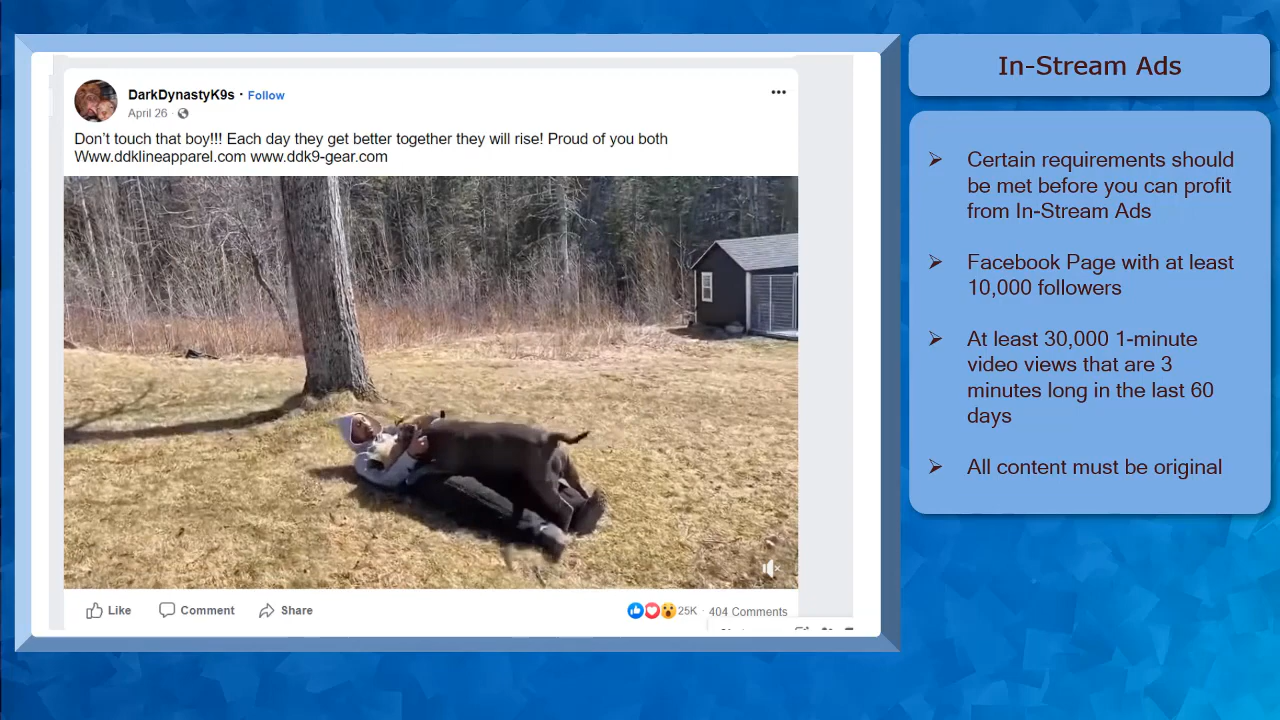 DarkDynastyK9s · Follow
April 26 ·
Don't touch that boy!!! Each day they get better together they will rise! Proud of you both
Www.ddklineapparel.com www.ddk9-gear.com
Like
Comment
Share
25K · 404 Comments
In-Stream Ads
Certain requirements should
be met before you can profit
from In-Stream Ads
Facebook Page with at least
10,000 followers
At least 30,000 1-minute
video views that are 3
minutes long in the last 60
days
All content must be original